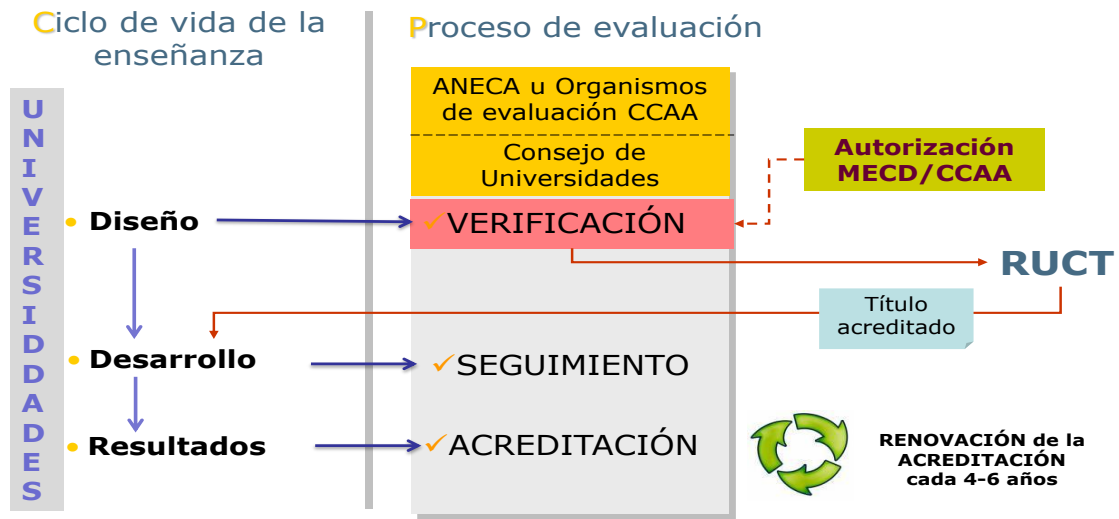 Ciclo de vida de la
enseñanza
Proceso de evaluación
UNIVERSIDDADES
ANECA u Organismos
de evaluación CCAA
Consejo de
Universidades
Autorización
MECD/CCAA
• Diseño
✓VERIFICACIÓN
RUCT
Título
acreditado
• Desarrollo
✓SEGUIMIENTO
• Resultados
✓ACREDITACIÓN
RENOVACIÓN de la
ACREDITACIÓN
cada 4-6 años